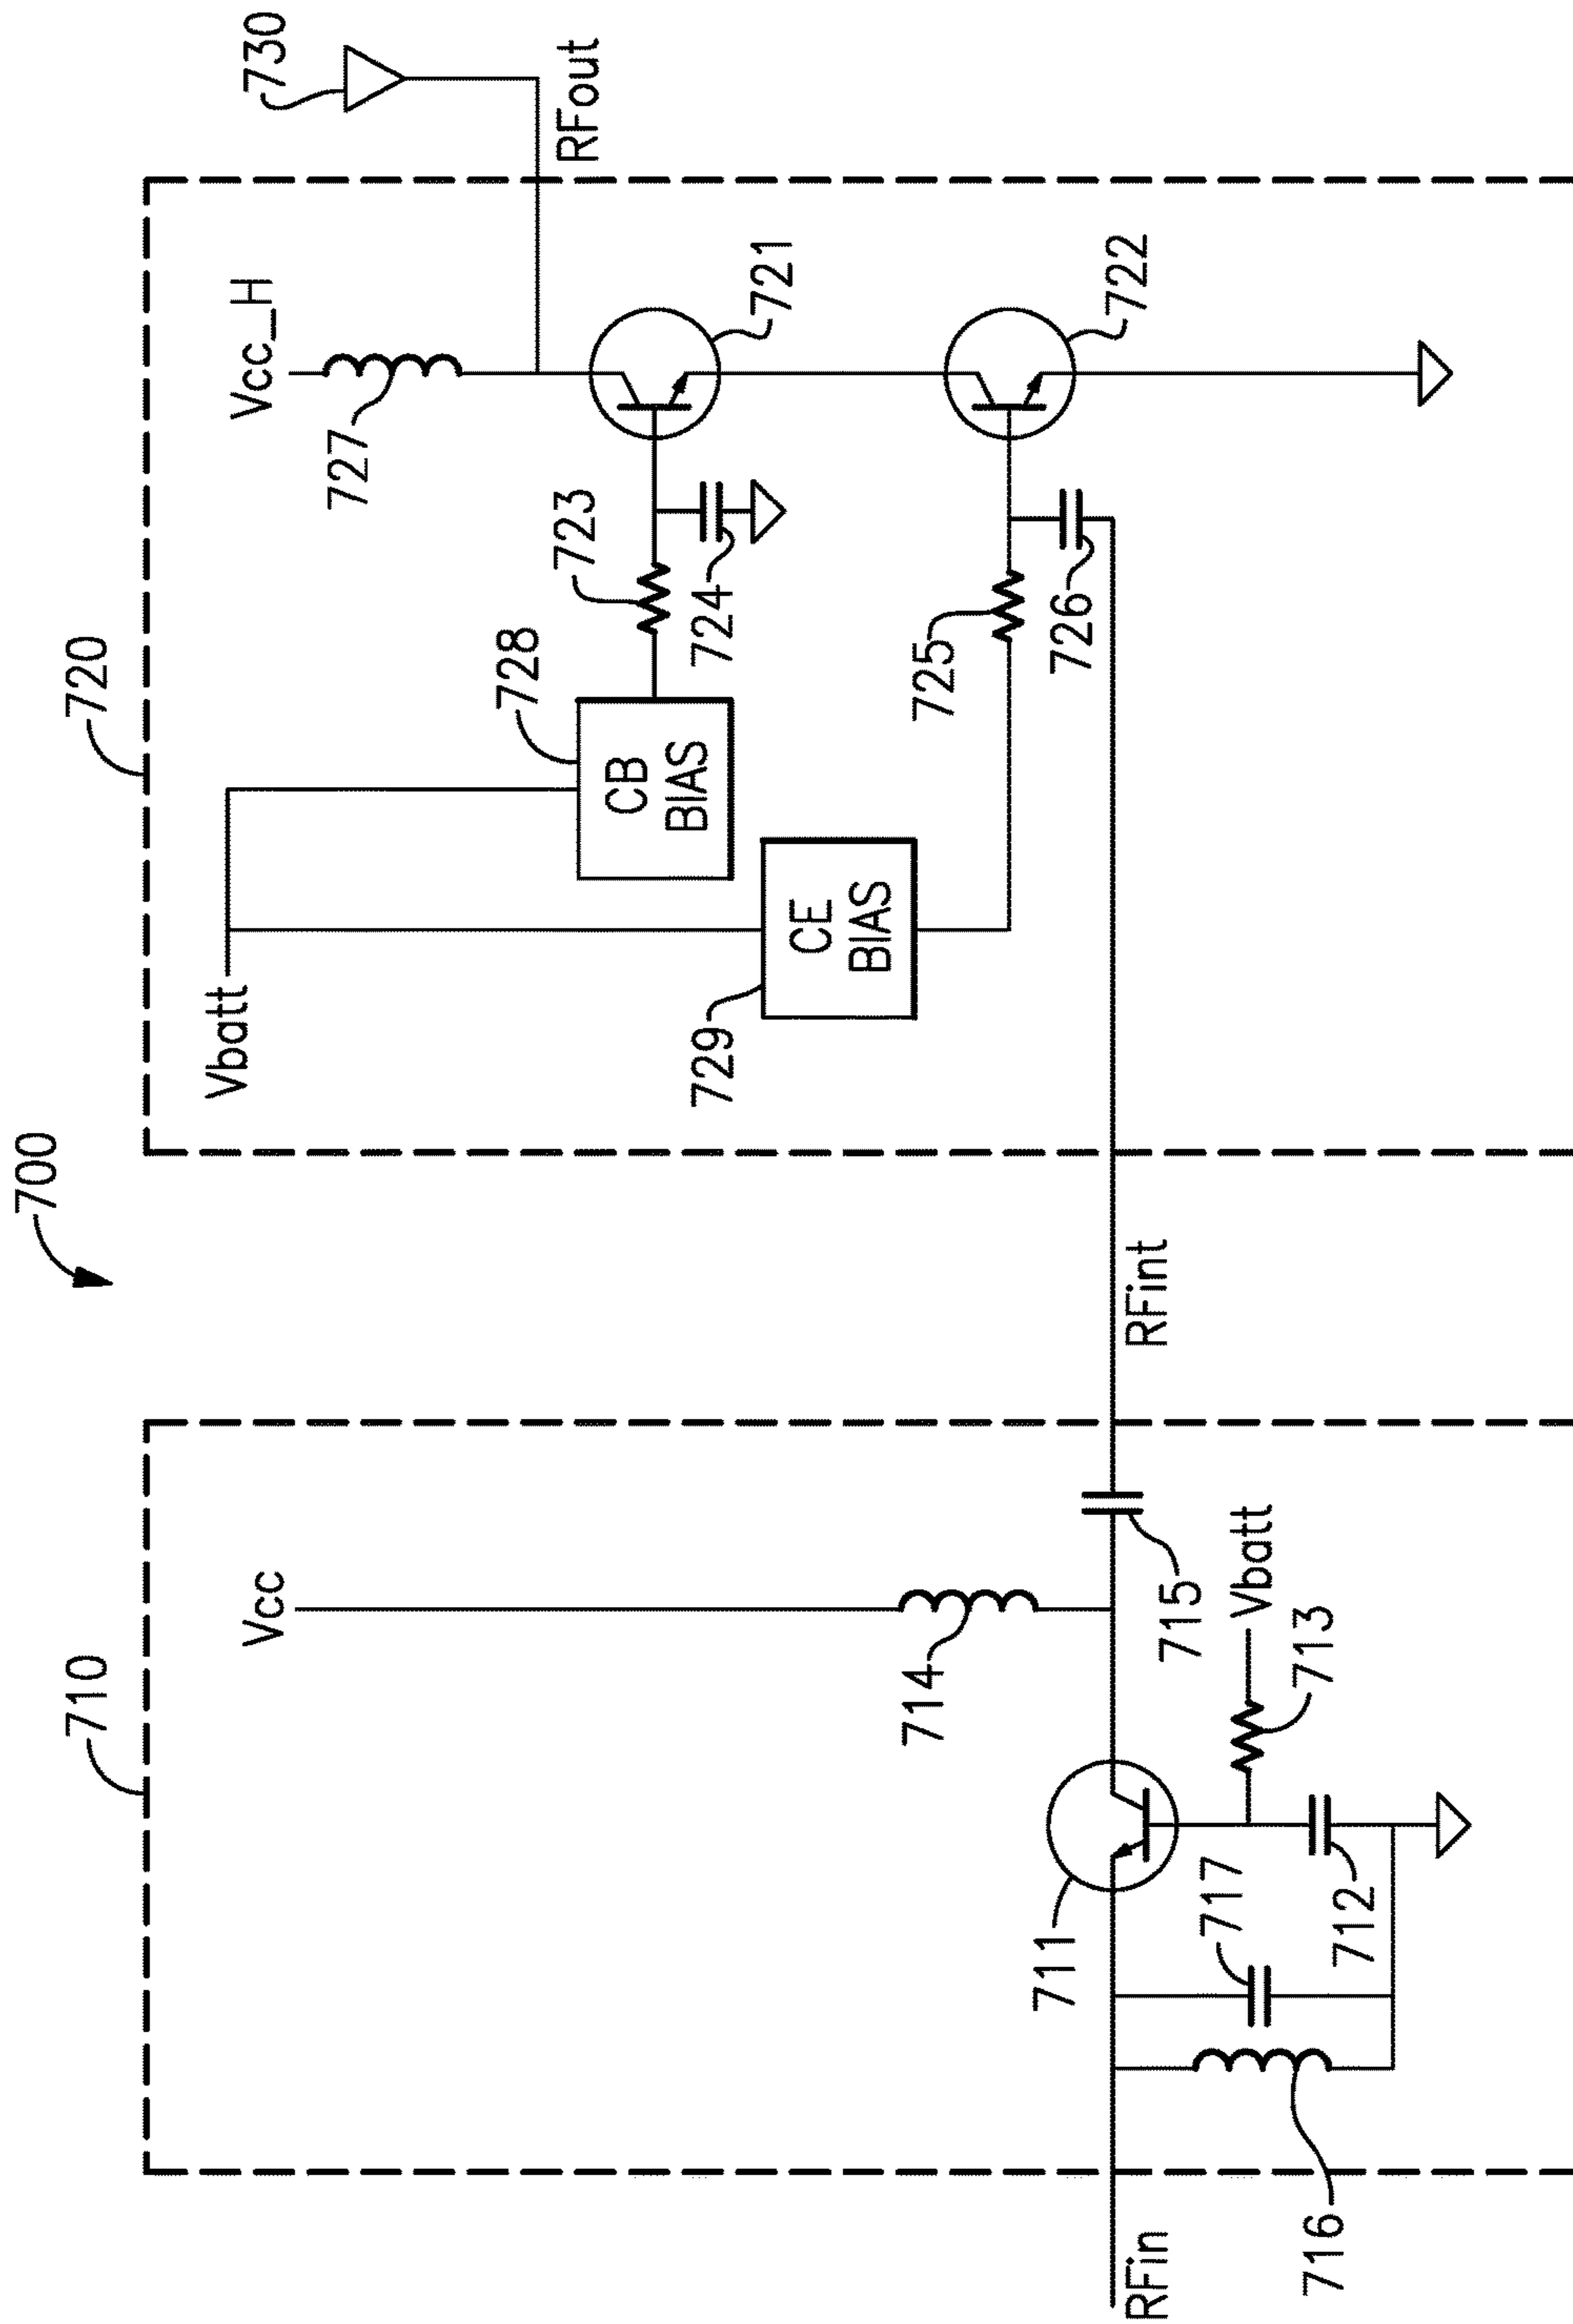 700
710
720
730
Vcc
Vbatt
Vcc_H
727
RFout
728
CB
BIAS
723
724
721
729
CE
BIAS
725
726
722
714
711
715
RFint
Vbatt
713
717
712
716
RFin